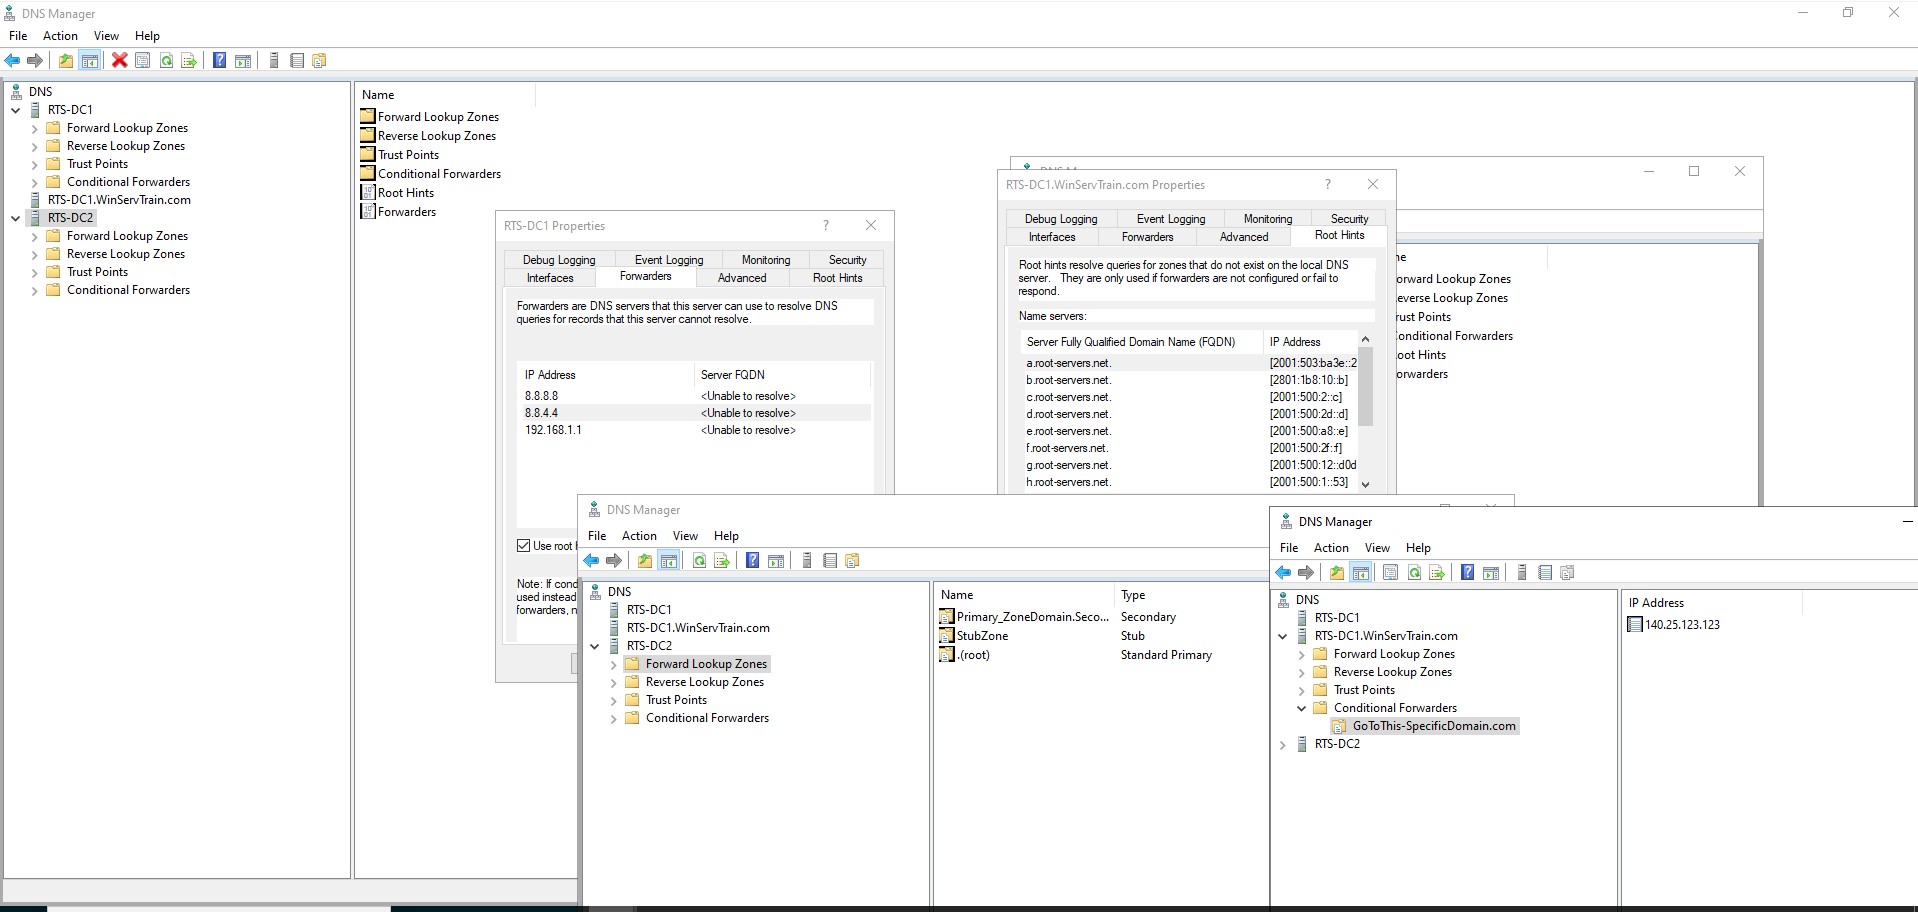 DNS Manager
File Action View Help
DNS
RTS-DC1
Forward Lookup Zones
Reverse Lookup Zones
Trust Points
Conditional Forwarders
RTS-DC1.WinServTrain.com
RTS-DC2
Forward Lookup Zones
Reverse Lookup Zones
Trust Points
Conditional Forwarders
Name
Forward Lookup Zones
Reverse Lookup Zones
Trust Points
Conditional Forwarders
Root Hints
Forwarders
RTS-DC1 Properties
Debug Logging Event Logging Monitoring Security
Interfaces Forwarders Advanced Root Hints
Forwarders are DNS servers that this server can use to resolve DNS
queries for records that this server cannot resolve.
IP Address Server FQDN
8.8.8.8 <Unable to resolve>
8.8.4.4 <Unable to resolve>
192.168.1.1 <Unable to resolve>
Use root
Note: If cond
used instead
forwarders, n
DNS M
RTS-DC1.WinServTrain.com Properties
Debug Logging Event Logging Monitoring Security
Interfaces Forwarders Advanced Root Hints
Root hints resolve queries for zones that do not exist on the local DNS
server. They are only used if forwarders are not configured or fail to
respond.
Name servers:
Server Fully Qualified Domain Name (FQDN) IP Address
a.root-servers.net. [2001:503:ba3e::2
b.root-servers.net. [2801:1b8:10::b]
c.root-servers.net. [2001:500:2::c]
d.root-servers.net. [2001:500:2d::d]
e.root-servers.net. [2001:500:a8::e]
f.root-servers.net. [2001:500:2f::f]
g.root-servers.net. [2001:500:12::d0d
h.root-servers.net. [2001:500:1::53]
me
orward Lookup Zones
everse Lookup Zones
rust Points
onditional Forwarders
oot Hints
orwarders
DNS Manager
File Action View Help
DNS
RTS-DC1
RTS-DC1.WinServTrain.com
RTS-DC2
Forward Lookup Zones
Reverse Lookup Zones
Trust Points
Conditional Forwarders
Name Type
Primary_ZoneDomain.Seco... Secondary
StubZone Stub
.(root) Standard Primary
DNS Manager
File Action View Help
DNS
RTS-DC1
RTS-DC1.WinServTrain.com
Forward Lookup Zones
Reverse Lookup Zones
Trust Points
Conditional Forwarders
GoToThis-SpecificDomain.com
RTS-DC2
IP Address
140.25.123.123